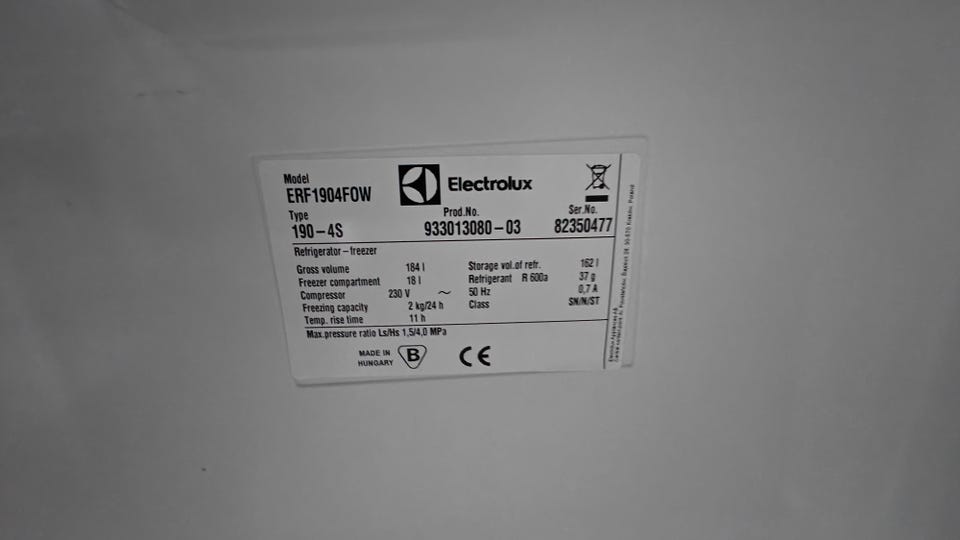 Model
ERF1904FOW
Electrolux
Type
190-4S
Prod.No.
933013080-03
Ser.No.
82350477
Refrigerator-freezer
Gross volume 184 l
Freezer compartment 18 l
Compressor 230 V ~ 50 Hz 0,7 A
Freezing capacity 2 kg/24 h
Temp. rise time 11 h
Storage vol.of refr. 162 l
Refrigerant R 600a 37 g
Class SN/N/ST
Max.pressure ratio Ls/Hs 1,5/4,0 MPa
MADE IN
HUNGARY
B
CE